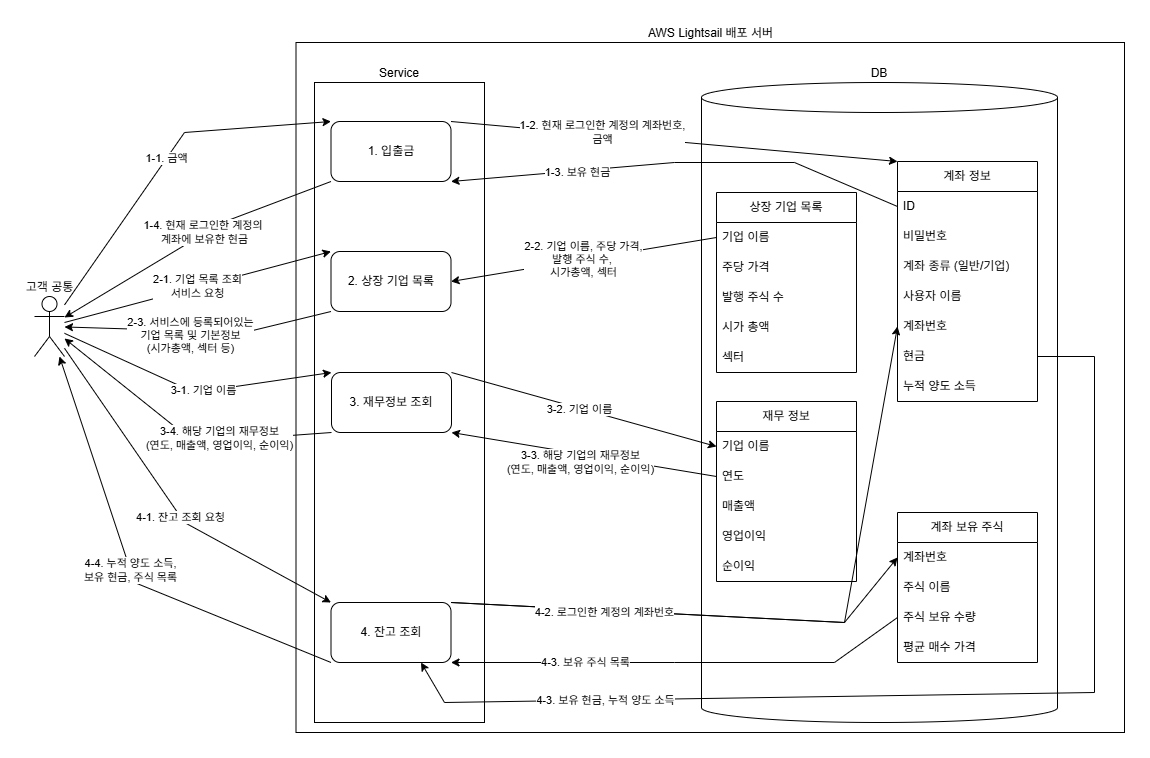 AWS Lightsail 배포 서버
Service
DB
1. 입출금
1-1. 금액
1-2. 현재 로그인한 계정의 계좌번호,
금액
1-3. 보유 현금
1-4. 현재 로그인한 계정의
계좌에 보유한 현금
고객 공통
2. 상장 기업 목록
2-1. 기업 목록 조회
서비스 요청
2-2. 기업 이름, 주당 가격,
발행 주식 수,
시가총액, 섹터
2-3. 서비스에 등록되어있는
기업 목록 및 기본정보
(시가총액, 섹터 등)
3. 재무정보 조회
3-1. 기업 이름
3-2. 기업 이름
3-3. 해당 기업의 재무정보
(연도, 매출액, 영업이익, 순이익)
3-4. 해당 기업의 재무정보
(연도, 매출액, 영업이익, 순이익)
4. 잔고 조회
4-1. 잔고 조회 요청
4-2. 로그인한 계정의 계좌번호
4-3. 보유 주식 목록
4-3. 보유 현금, 누적 양도 소득
4-4. 누적 양도 소득,
보유 현금, 주식 목록
상장 기업 목록
기업 이름
주당 가격
발행 주식 수
시가 총액
섹터
재무 정보
기업 이름
연도
매출액
영업이익
순이익
계좌 정보
ID
비밀번호
계좌 종류 (일반/기업)
사용자 이름
계좌번호
현금
누적 양도 소득
계좌 보유 주식
계좌번호
주식 이름
주식 보유 수량
평균 매수 가격